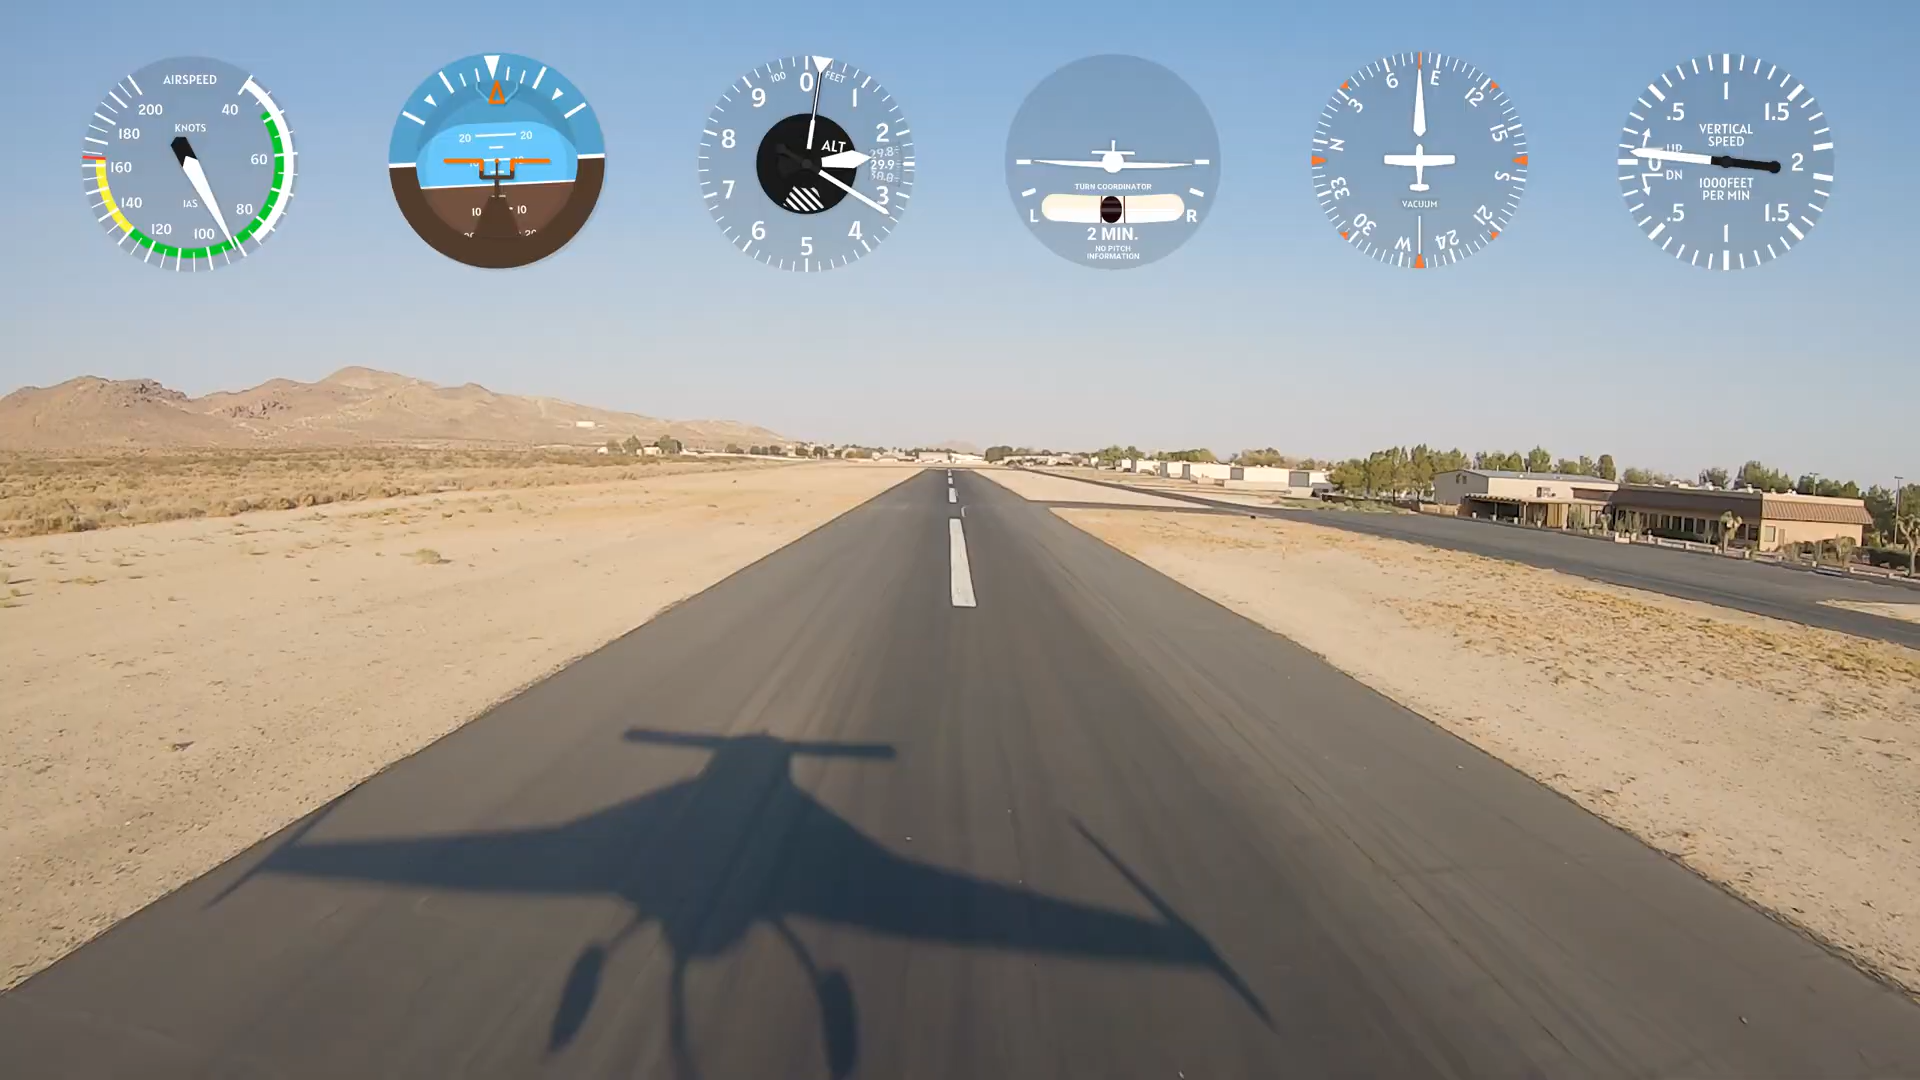 AIRSPEED
200
40
KNOTS
180
60
160
IAS
140
80
120
100
20 20
10 10
0
100 FEET
9 1
8 2
ALT
29.9
7 3
6 4
5
TURN COORDINATOR
L R
2 MIN.
NO PITCH
INFORMATION
6 E
3 12
N 15
33 S
VACUUM
30 21
W 24
1
.5 1.5
VERTICAL
SPEED
UP
0 2
DN
1000FEET
PER MIN
.5 1.5
1